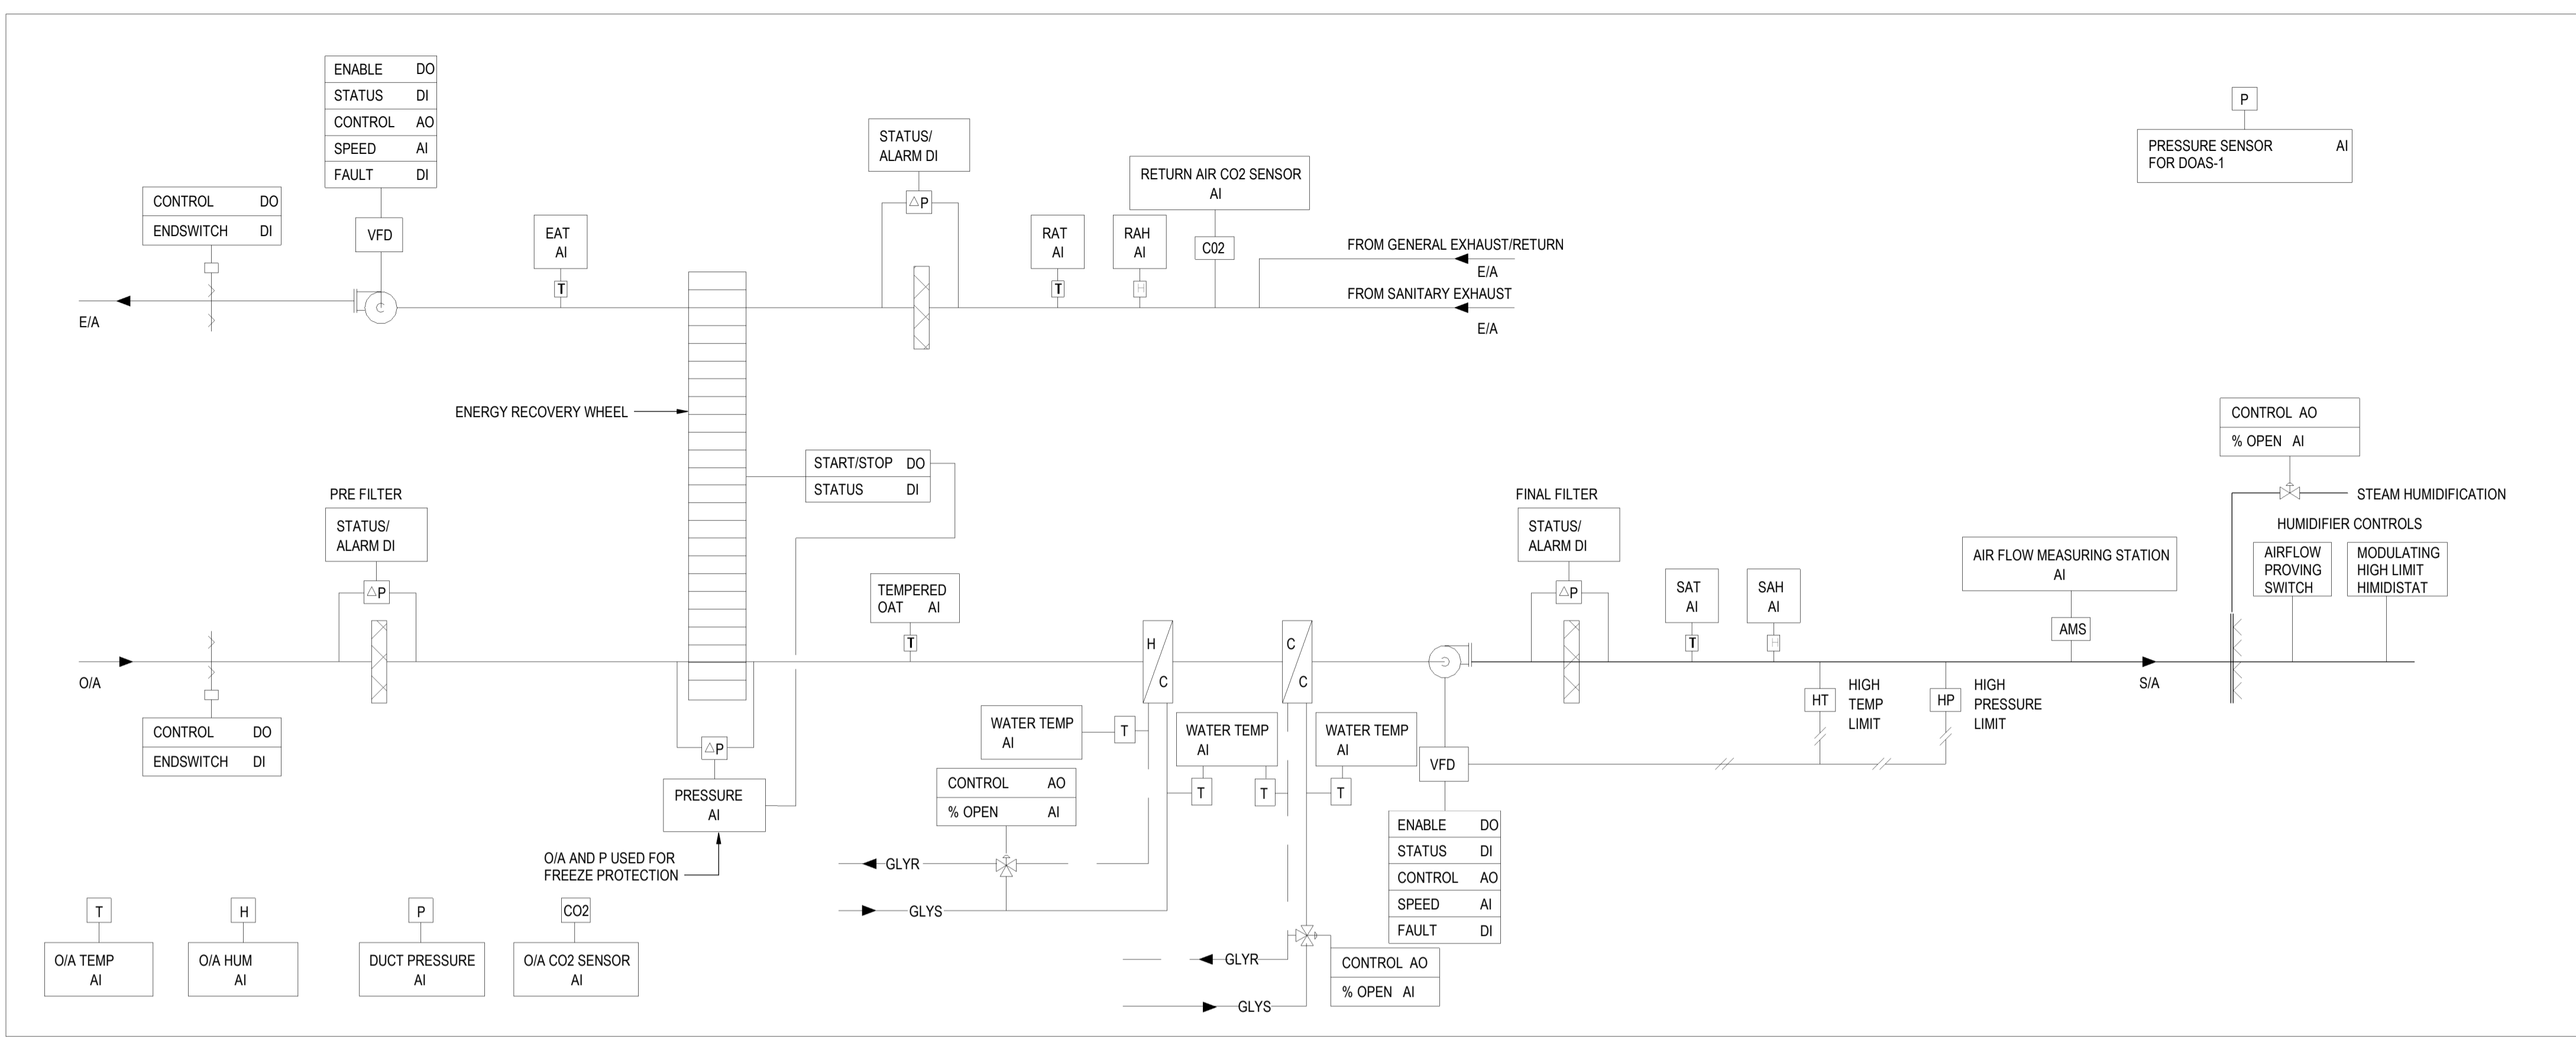 ENABLE DO
STATUS DI
CONTROL AO
SPEED AI
FAULT DI
VFD
CONTROL DO
ENDSWITCH DI
E/A
EAT
AI
T
STATUS/
ALARM DI
△P
RAT
AI
T
RAH
AI
H
RETURN AIR CO2 SENSOR
AI
C02
FROM GENERAL EXHAUST/RETURN
E/A
FROM SANITARY EXHAUST
E/A
P
PRESSURE SENSOR AI
FOR DOAS-1
ENERGY RECOVERY WHEEL
START/STOP DO
STATUS DI
PRE FILTER
STATUS/
ALARM DI
△P
O/A
CONTROL DO
ENDSWITCH DI
△P
PRESSURE
AI
O/A AND P USED FOR
FREEZE PROTECTION
TEMPERED
OAT AI
T
H
C
C
C
WATER TEMP
AI
T
WATER TEMP
AI
T
T
WATER TEMP
AI
T
CONTROL AO
% OPEN AI
GLYR
GLYS
GLYR
GLYS
CONTROL AO
% OPEN AI
VFD
ENABLE DO
STATUS DI
CONTROL AO
SPEED AI
FAULT DI
FINAL FILTER
STATUS/
ALARM DI
△P
SAT
AI
T
SAH
AI
H
HT
HIGH
TEMP
LIMIT
HP
HIGH
PRESSURE
LIMIT
AIR FLOW MEASURING STATION
AI
AMS
S/A
CONTROL AO
% OPEN AI
STEAM HUMIDIFICATION
HUMIDIFIER CONTROLS
AIRFLOW
PROVING
SWITCH
MODULATING
HIGH LIMIT
HIMIDISTAT
T
O/A TEMP
AI
H
O/A HUM
AI
P
DUCT PRESSURE
AI
CO2
O/A CO2 SENSOR
AI